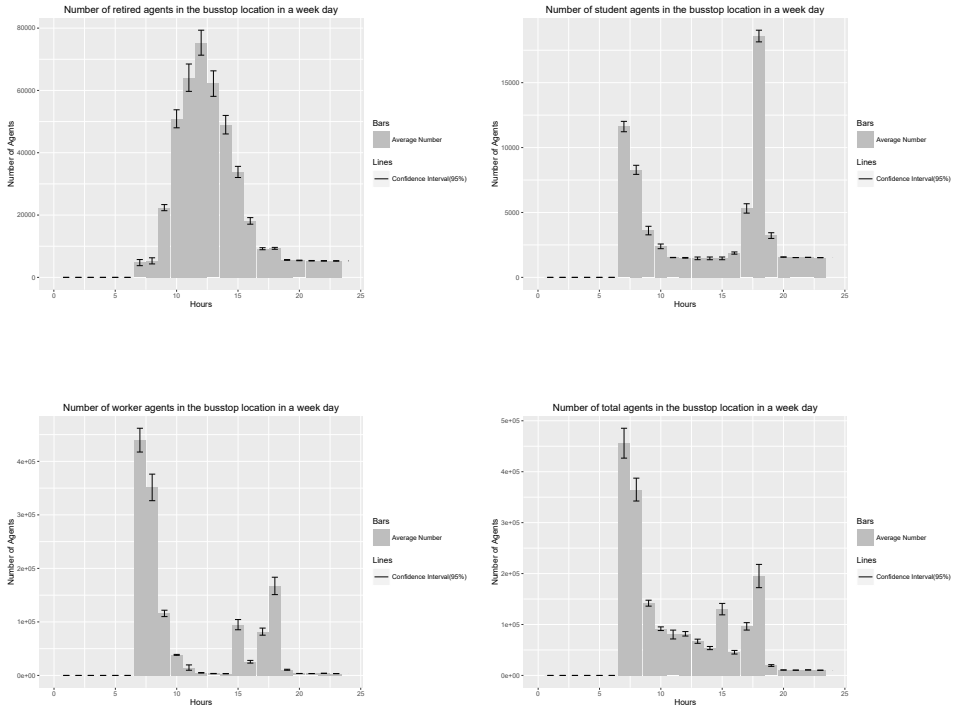 Number of retired agents in the busstop location in a week day
80000
60000
40000
20000
0
Number of Agents
0 5 10 15 20 25
Hours
Bars
Average Number
Lines
Confidence Interval(95%)
Number of student agents in the busstop location in a week day
15000
10000
5000
0
Number of Agents
0 5 10 15 20 25
Hours
Bars
Average Number
Lines
Confidence Interval(95%)
Number of worker agents in the busstop location in a week day
4e+05
3e+05
2e+05
1e+05
0e+00
Number of Agents
0 5 10 15 20 25
Hours
Bars
Average Number
Lines
Confidence Interval(95%)
Number of total agents in the busstop location in a week day
5e+05
4e+05
3e+05
2e+05
1e+05
0e+00
Number of Agents
0 5 10 15 20 25
Hours
Bars
Average Number
Lines
Confidence Interval(95%)